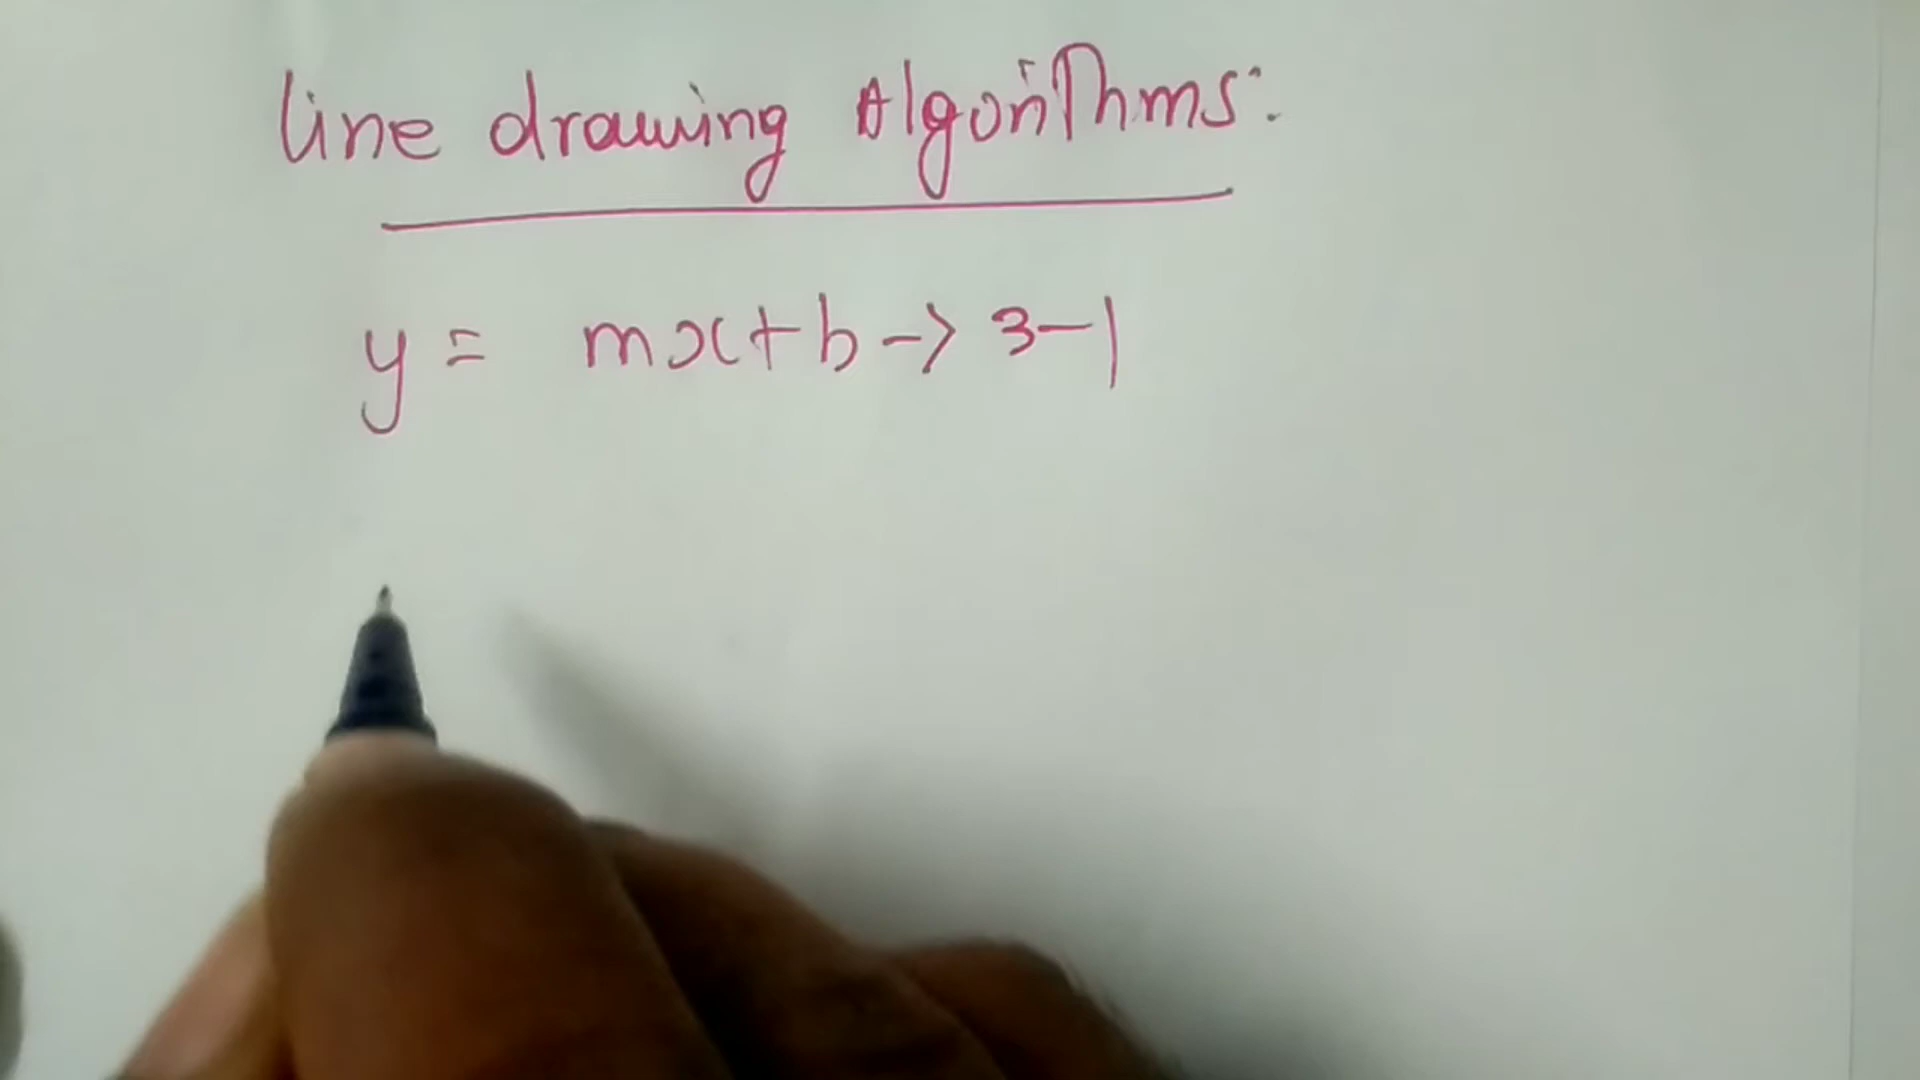 Line drawing Algorithms:
y = mx+b -> 3-1